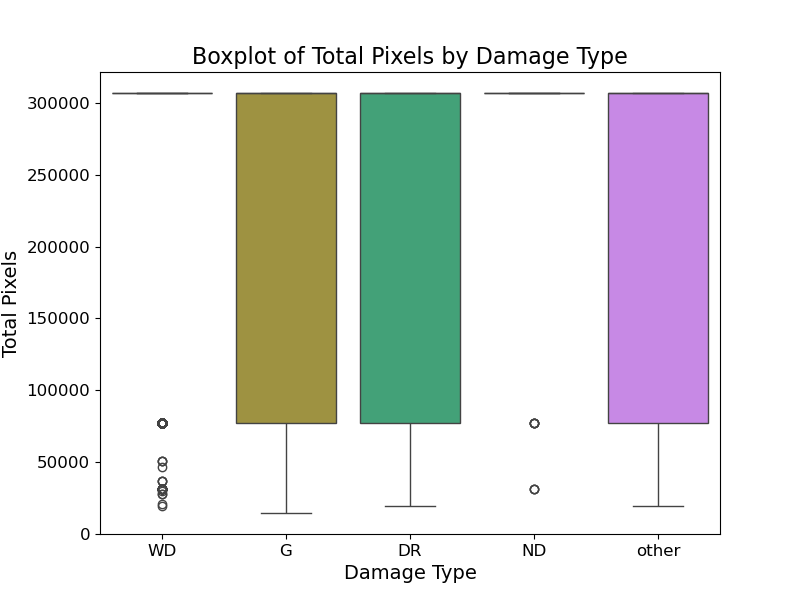 Boxplot of Total Pixels by Damage Type
Total Pixels
300000
250000
200000
150000
100000
50000
0
WD G DR ND other
Damage Type